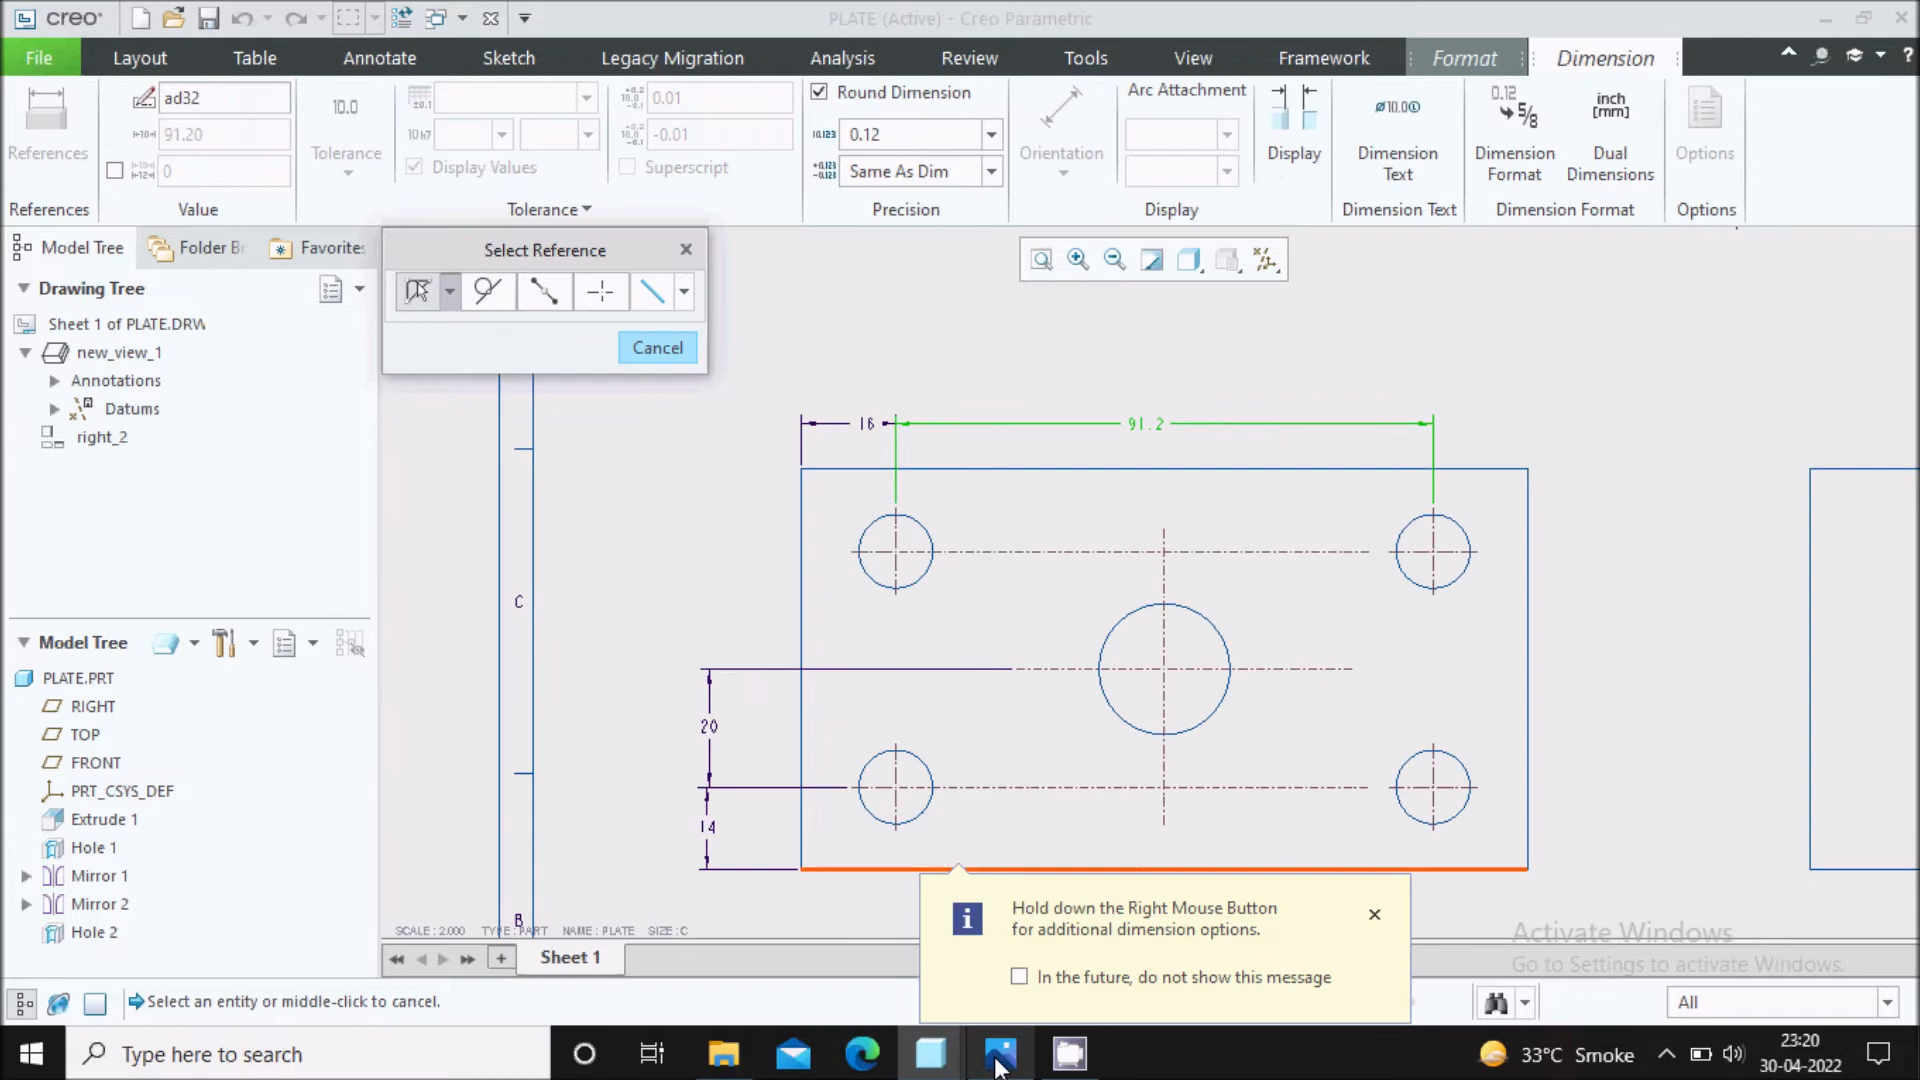 creo
PLATE (Active) - Creo Parametric
File
Layout
Table
Annotate
Sketch
Legacy Migration
Analysis
Review
Tools
View
Framework
Format
Dimension
ad32
91.20
0
References
References
Value
10.0
Tolerance
10 h7
Display Values
Tolerance
0.01
-0.01
Superscript
Round Dimension
0.12
Same As Dim
Precision
Orientation
Arc Attachment
Display
Display
Dimension
Text
Dimension Text
Dimension
Format
inch
[mm]
Dual
Dimensions
Dimension Format
Options
Options
Model Tree
Folder Br
Favorites
Drawing Tree
Sheet 1 of PLATE.DRW
new_view_1
Annotations
Datums
right_2
Select Reference
Cancel
Model Tree
PLATE.PRT
RIGHT
TOP
FRONT
PRT_CSYS_DEF
Extrude 1
Hole 1
Mirror 1
Mirror 2
Hole 2
16
91.2
20
14
C
B
SCALE : 2.000 TYPE : PART NAME : PLATE SIZE : C
Sheet 1
Hold down the Right Mouse Button
for additional dimension options.
In the future, do not show this message
Activate Windows
Go to Settings to activate Windows.
Select an entity or middle-click to cancel.
All
Type here to search
33°C Smoke
23:20
30-04-2022